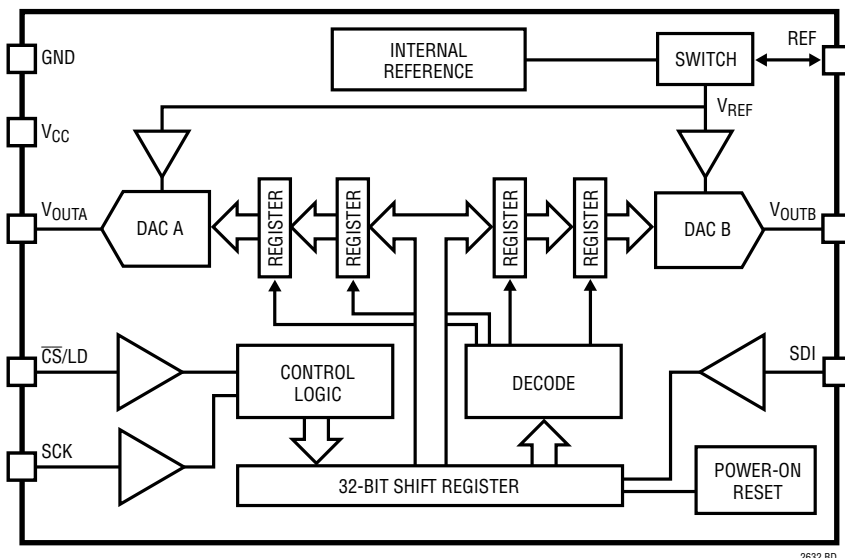 GND
INTERNAL
REFERENCE
SWITCH
REF
VREF
VCC
VOUTA
DAC A
REGISTER
REGISTER
REGISTER
REGISTER
DAC B
VOUTB
CS/LD
CONTROL
LOGIC
DECODE
SDI
SCK
32-BIT SHIFT REGISTER
POWER-ON
RESET
2632 BD